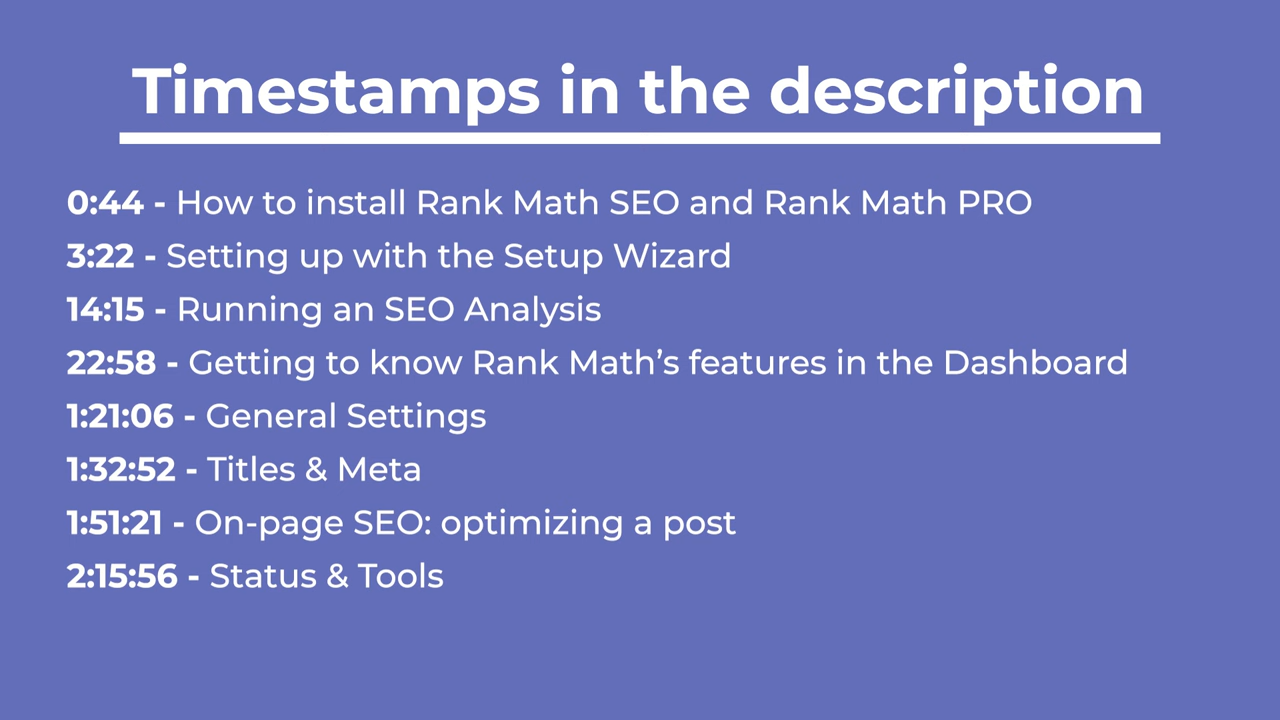 Timestamps in the description
0:44 - How to install Rank Math SEO and Rank Math PRO
3:22 - Setting up with the Setup Wizard
14:15 - Running an SEO Analysis
22:58 - Getting to know Rank Math’s features in the Dashboard
1:21:06 - General Settings
1:32:52 - Titles & Meta
1:51:21 - On-page SEO: optimizing a post
2:15:56 - Status & Tools